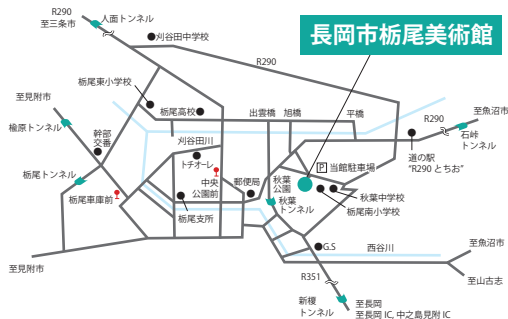 長岡市栃尾美術館
R290
至三条市
人面トンネル
刈谷田中学校
R290
至見附市
栃尾東小学校
栃尾高校
出雲橋
旭橋
平橋
R290
至魚沼市
楡原トンネル
幹部
交番
刈谷田川
石峠
トンネル
トチオーレ
道の駅
"R290 とちお"
P 当館駐車場
栃尾トンネル
中央
公園前
郵便局
秋葉
公園
秋葉中学校
栃尾車庫前
秋葉
トンネル
栃尾南小学校
栃尾支所
G.S
西谷川
至魚沼市
至見附市
R351
至山古志
新榎
トンネル
至長岡
至長岡 IC, 中之島見附 IC